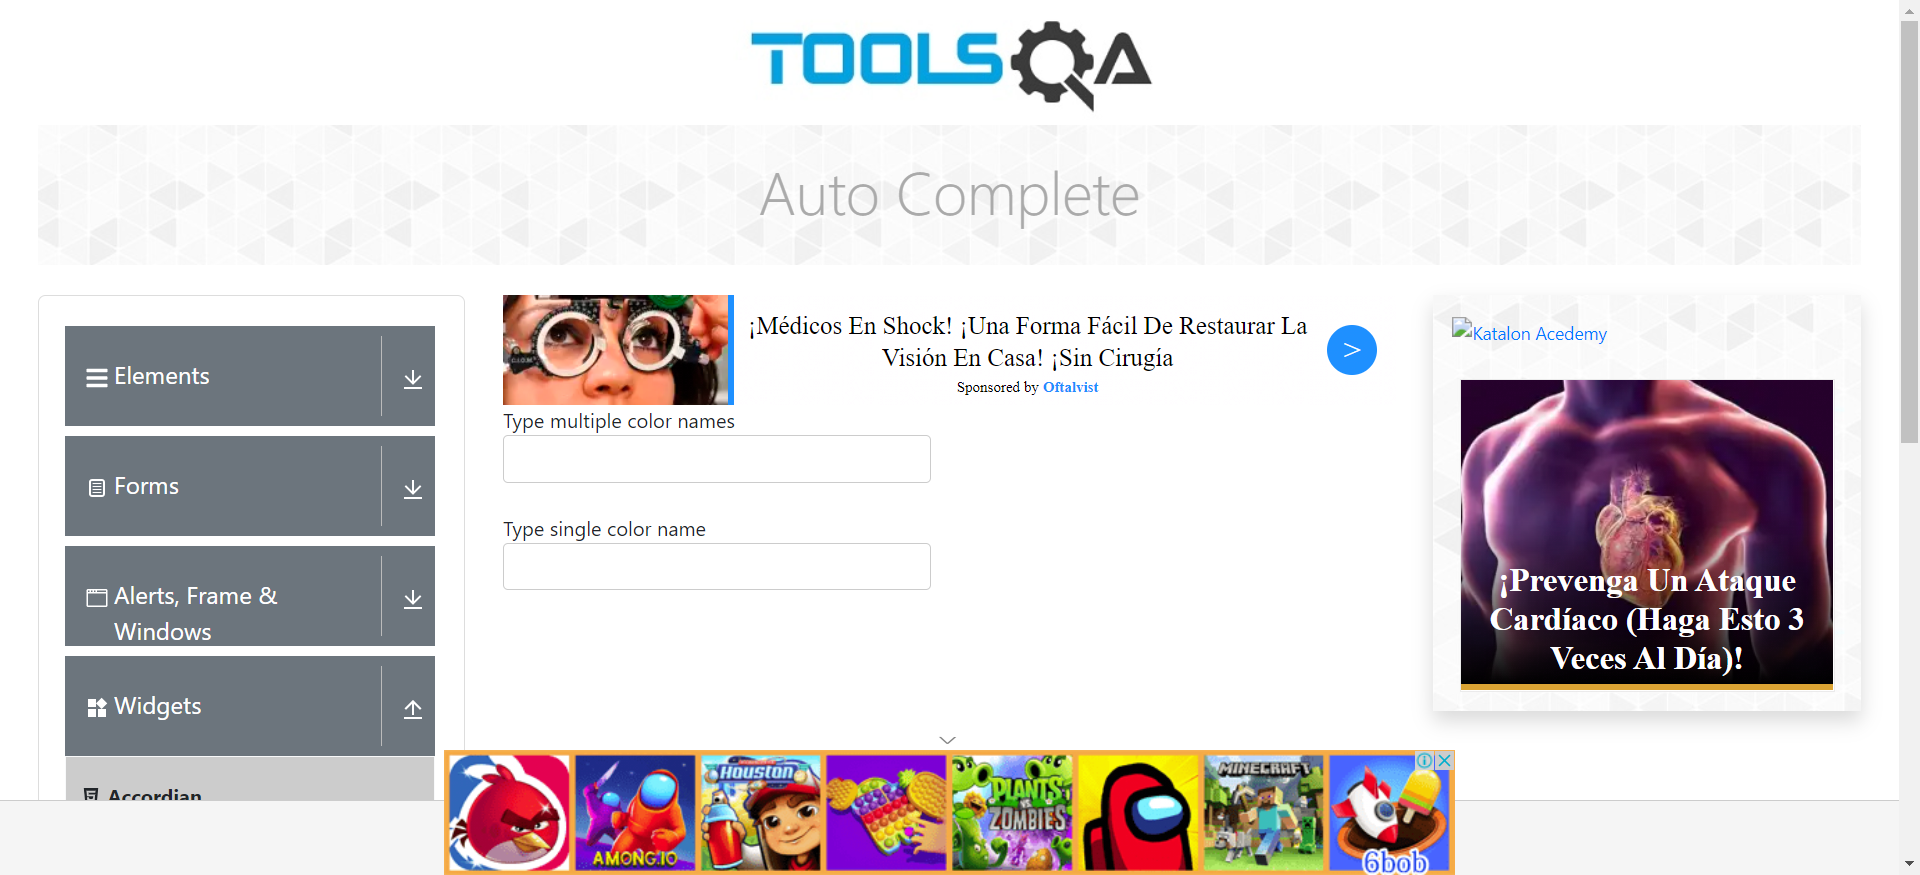 TOOLSQA
Auto Complete
Elements
Forms
Alerts, Frame &
Windows
Widgets
Accordian
¡Médicos En Shock! ¡Una Forma Fácil De Restaurar La
Visión En Casa! ¡Sin Cirugía
Sponsored by Oftalvist
>
Type multiple color names
Type single color name
Katalon Acedemy
¡Prevenga Un Ataque
Cardíaco (Haga Esto 3
Veces Al Día)!
AMONG.IO
HOUSTON
PLANTS
VS
ZOMBIES
MINECRAFT
6bob